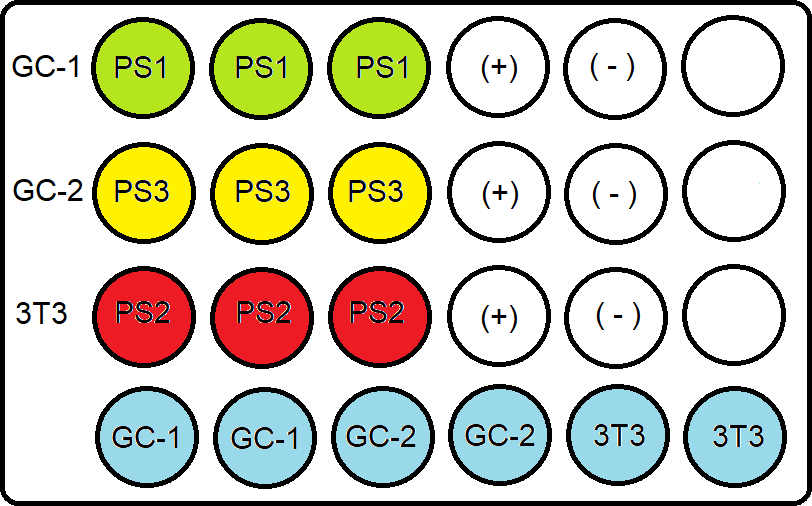 GC-1 PS1 PS1 PS1 (+) ( - )
GC-2 PS3 PS3 PS3 (+) ( - )
3T3 PS2 PS2 PS2 (+) ( - )
GC-1 GC-1 GC-2 GC-2 3T3 3T3